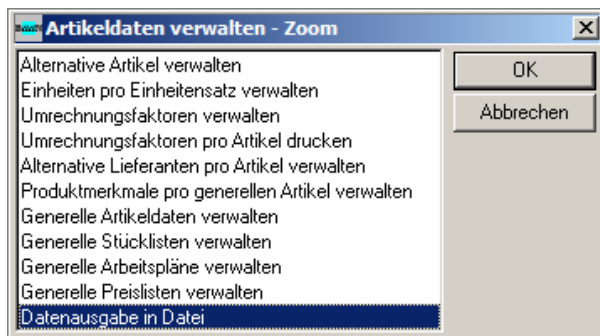 Artikeldaten verwalten - Zoom
Alternative Artikel verwalten
Einheiten pro Einheitensatz verwalten
Umrechnungsfaktoren verwalten
Umrechnungsfaktoren pro Artikel drucken
Alternative Lieferanten pro Artikel verwalten
Produktmerkmale pro generellen Artikel verwalten
Generelle Artikeldaten verwalten
Generelle Stücklisten verwalten
Generelle Arbeitspläne verwalten
Generelle Preislisten verwalten
Datenausgabe in Datei
OK
Abbrechen